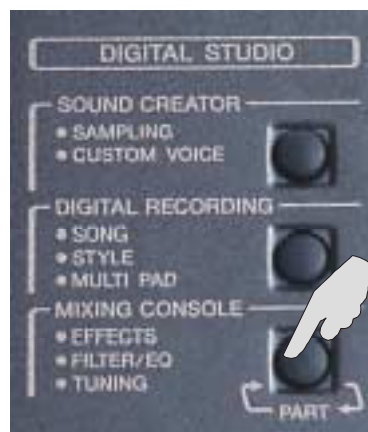 DIGITAL STUDIO
SOUND CREATOR
• SAMPLING
• CUSTOM VOICE
DIGITAL RECORDING
• SONG
• STYLE
• MULTI PAD
MIXING CONSOLE
• EFFECTS
• FILTER/EQ
• TUNING
PART